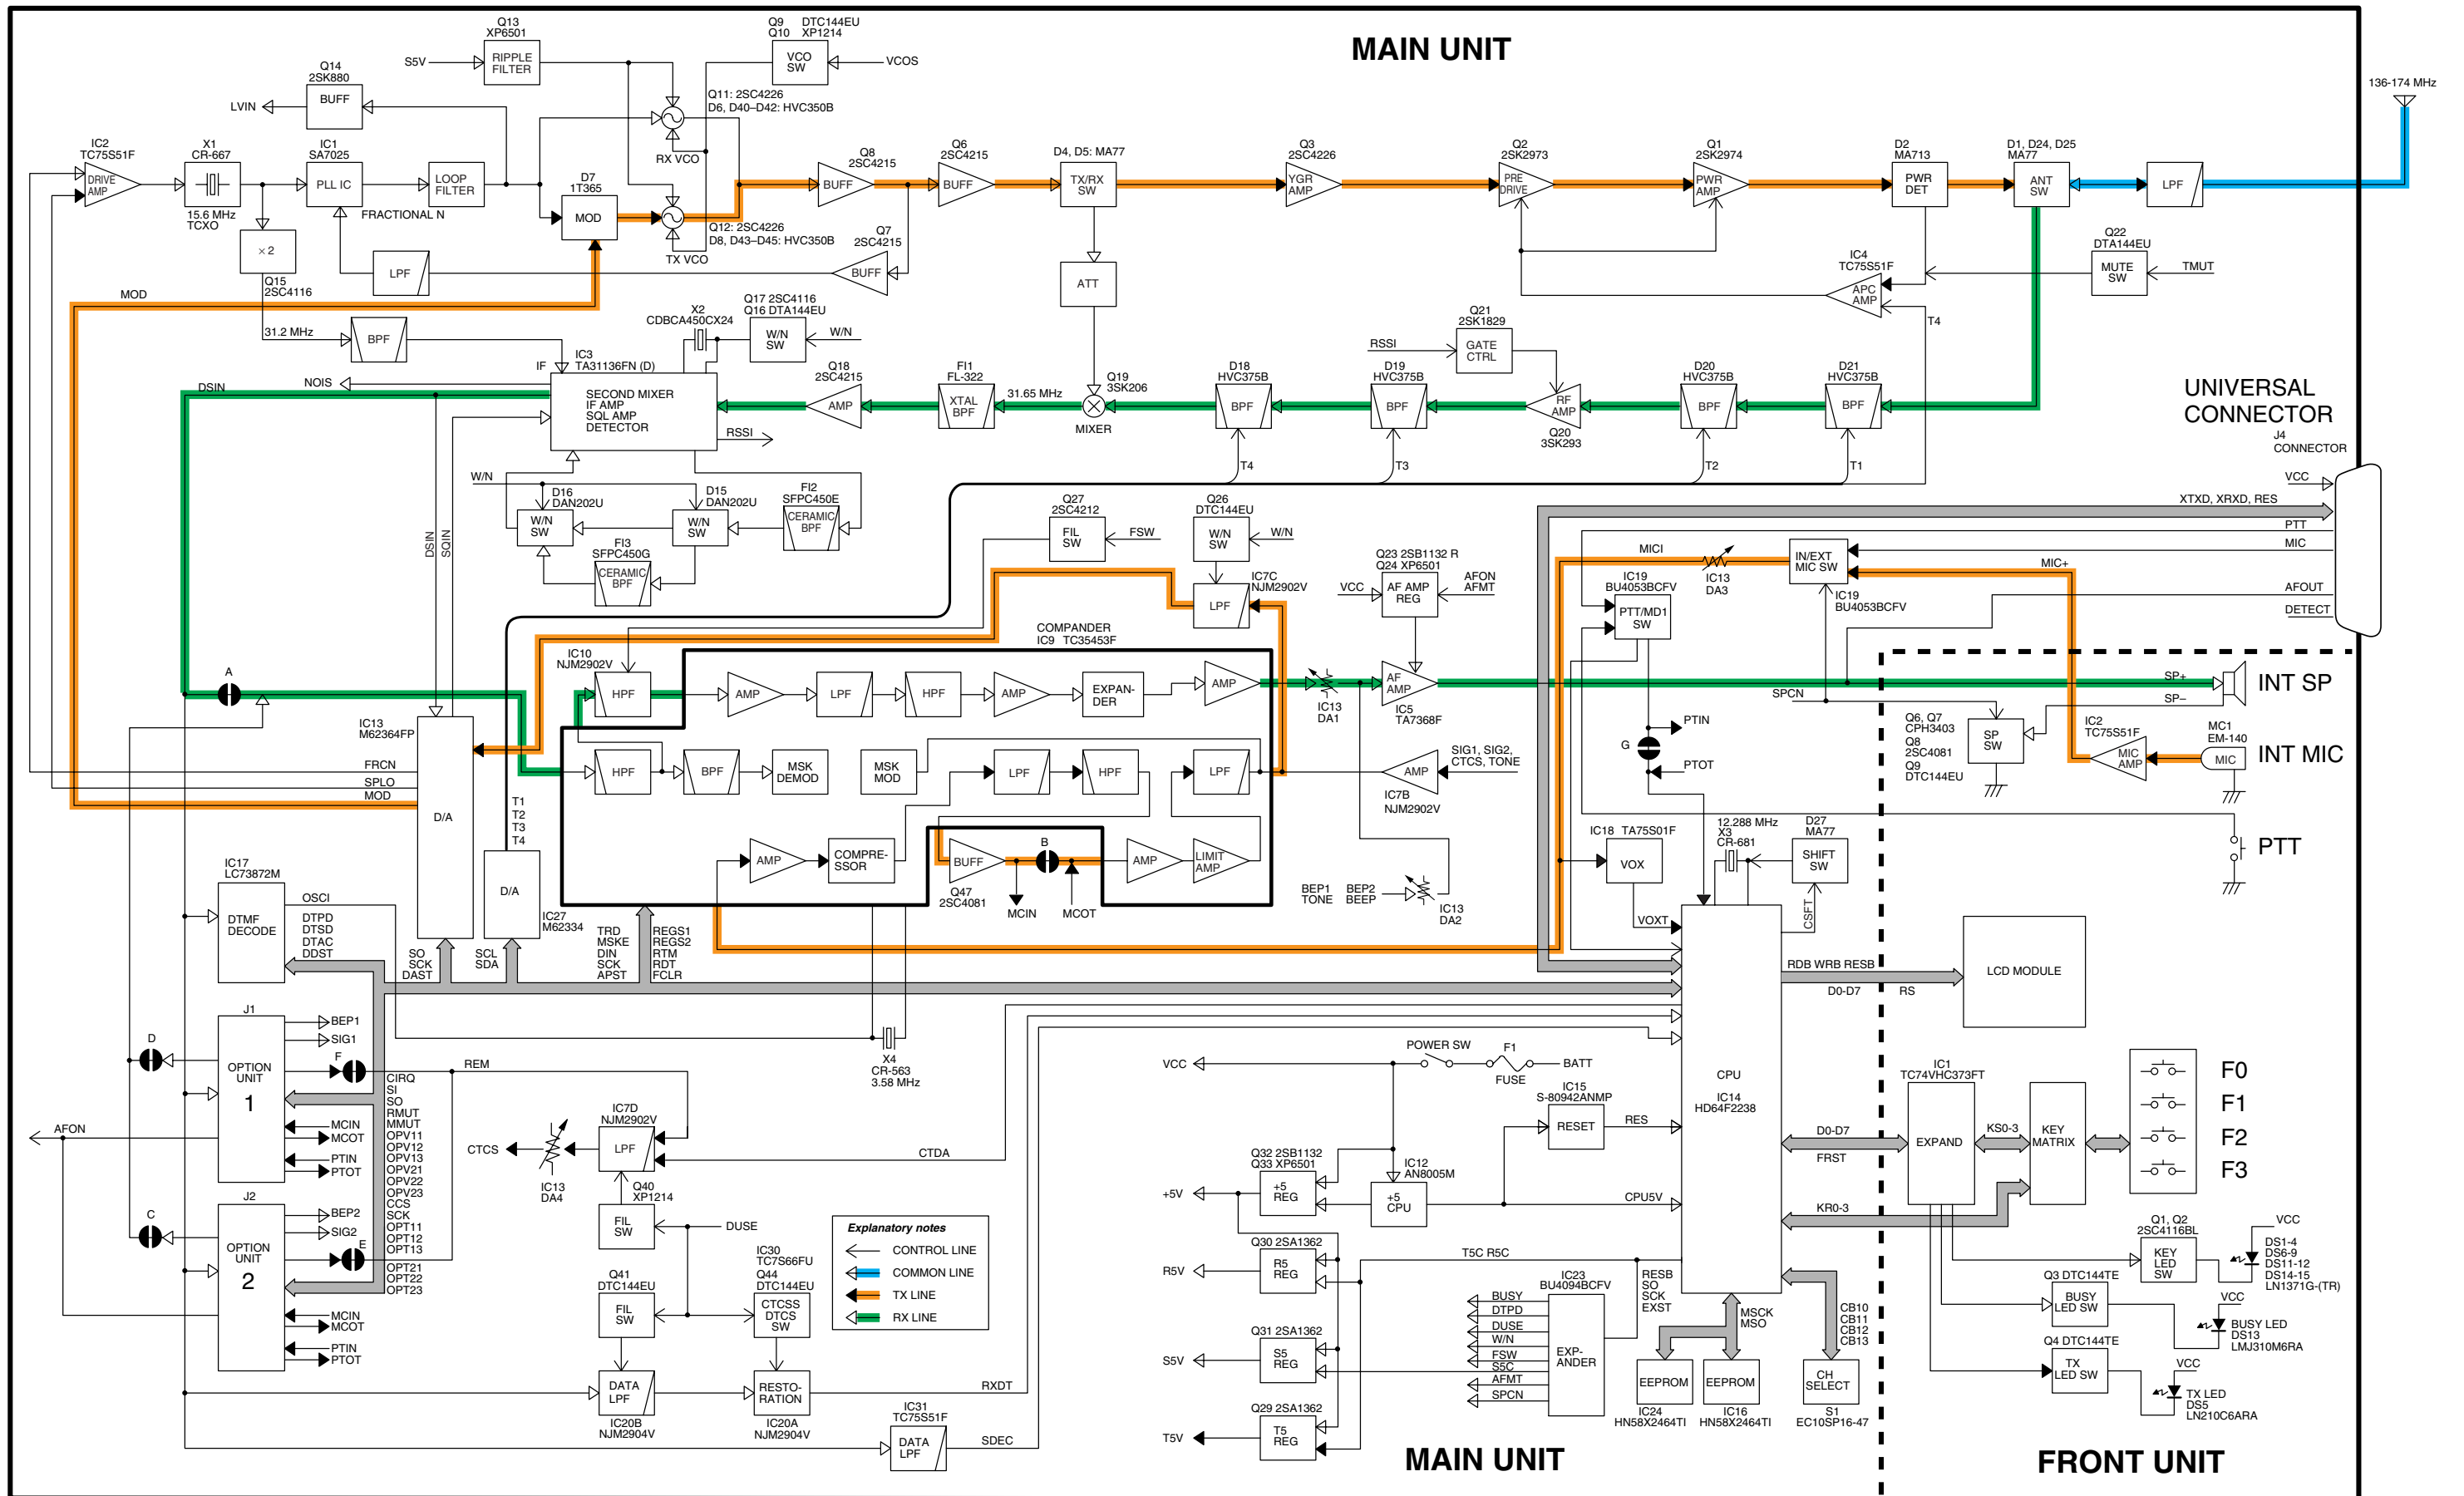 MAIN UNIT
Q13
XP6501
RIPPLE
FILTER
S5V
Q9 DTC144EU
Q10 XP1214
VCO
SW
VCOS
Q14
2SK880
BUFF
LVIN
Q11: 2SC4226
D6, D40–D42: HVC350B
RX VCO
136-174 MHz
IC2
TC75S51F
DRIVE
AMP
X1
CR-667
15.6 MHz
TCXO
IC1
SA7025
PLL IC
FRACTIONAL N
LOOP
FILTER
D7
1T365
MOD
Q12: 2SC4226
D8, D43–D45: HVC350B
TX VCO
Q8
2SC4215
BUFF
Q6
2SC4215
BUFF
D4, D5: MA77
TX/RX
SW
Q3
2SC4226
YGR
AMP
Q2
2SK2973
PRE
DRIVE
Q1
2SK2974
PWR
AMP
D2
MA713
PWR
DET
D1, D24, D25
MA77
ANT
SW
LPF
× 2
Q15
2SC4116
LPF
Q7
2SC4215
BUFF
ATT
IC4
TC75S51F
APC
AMP
Q22
DTA144EU
MUTE
SW
TMUT
T4
MOD
31.2 MHz
BPF
X2
CDBCA450CX24
Q17 2SC4116
Q16 DTA144EU
W/N
SW
W/N
IF
IC3
TA31136FN (D)
SECOND MIXER
IF AMP
SQL AMP
DETECTOR
DSIN
NOIS
RSSI
Q18
2SC4215
AMP
FI1
FL-322
XTAL
BPF
31.65 MHz
Q19
3SK206
MIXER
D18
HVC375B
BPF
D19
HVC375B
BPF
RSSI
Q21
2SK1829
GATE
CTRL
RF
AMP
Q20
3SK293
D20
HVC375B
BPF
D21
HVC375B
BPF
T4
T3
T2
T1
UNIVERSAL
CONNECTOR
J4
CONNECTOR
VCC
XTXD, XRXD, RES
PTT
MIC
MIC+
AFOUT
DETECT
DSIN
SQIN
W/N
D16
DAN202U
W/N
SW
D15
DAN202U
W/N
SW
FI2
SFPC450E
CERAMIC
BPF
FI3
SFPC450G
CERAMIC
BPF
Q27
2SC4212
FIL
SW
FSW
Q26
DTC144EU
W/N
SW
W/N
IC7C
NJM2902V
LPF
Q23 2SB1132 R
Q24 XP6501
VCC
AF AMP
REG
AFON
AFMT
MICI
IC13
DA3
IN/EXT
MIC SW
IC19
BU4053BCFV
IC19
BU4053BCFV
PTT/MD1
SW
COMPANDER
IC9 TC35453F
A
IC10
NJM2902V
HPF
AMP
LPF
HPF
AMP
EXPAN-
DER
AMP
IC13
DA1
AF
AMP
IC5
TA7368F
SP+
SP–
SPCN
INT SP
IC13
M62364FP
FRCN
SPLO
MOD
D/A
T1
T2
T3
T4
D/A
IC27
M62334
HPF
BPF
MSK
DEMOD
MSK
MOD
LPF
HPF
LPF
AMP
IC7B
NJM2902V
SIG1, SIG2,
CTCS, TONE
G
PTIN
PTOT
Q6, Q7
CPH3403
Q8
2SC4081
Q9
DTC144EU
SP
SW
IC2
TC75S51F
MIC
AMP
MC1
EM-140
MIC
INT MIC
AMP
COMPRE-
SSOR
BUFF
Q47
2SC4081
B
MCIN
MCOT
AMP
LIMIT
AMP
BEP1
TONE
BEP2
BEEP
IC13
DA2
IC18 TA75S01F
VOX
VOXT
12.288 MHz
X3
CR-681
D27
MA77
SHIFT
SW
CSFT
PTT
IC17
LC73872M
DTMF
DECODE
OSCI
DTPD
DTSD
DTAC
DDST
SO
SCK
DAST
SCL
SDA
TRD
MSKE
DIN
SCK
APST
REGS1
REGS2
RTM
RDT
FCLR
RDB WRB RESB
D0-D7
RS
LCD MODULE
J1
OPTION
UNIT
1
BEP1
SIG1
D
F
REM
MCIN
MCOT
PTIN
PTOT
AFON
CIRQ
SI
SO
RMUT
MMUT
OPV11
OPV12
OPV13
OPV21
OPV22
OPV23
CCS
SCK
OPT11
OPT12
OPT13
OPT21
OPT22
OPT23
X4
CR-563
3.58 MHz
J2
OPTION
UNIT
2
BEP2
SIG2
C
E
MCIN
MCOT
PTIN
PTOT
CTCS
IC13
DA4
IC7D
NJM2902V
LPF
CTDA
Q40
XP1214
FIL
SW
DUSE
Q41
DTC144EU
FIL
SW
IC30
TC7S66FU
Q44
DTC144EU
CTCSS
DTCS
SW
DATA
LPF
IC20B
NJM2904V
RESTO-
RATION
IC20A
NJM2904V
RXDT
IC31
TC75S51F
DATA
LPF
SDEC
Explanatory notes
CONTROL LINE
COMMON LINE
TX LINE
RX LINE
VCC
POWER SW
F1
FUSE
BATT
IC15
S-80942ANMP
RESET
RES
CPU
IC14
HD64F2238
Q32 2SB1132
Q33 XP6501
+5V
+5
REG
IC12
AN8005M
+5
CPU
CPU5V
Q30 2SA1362
R5V
R5
REG
T5C R5C
Q31 2SA1362
S5V
S5
REG
Q29 2SA1362
T5V
T5
REG
BUSY
DTPD
DUSE
W/N
FSW
S5C
AFMT
SPCN
IC23
BU4094BCFV
EXP-
ANDER
RESB
SO
SCK
EXST
MSCK
MSO
EEPROM
IC24
HN58X2464TI
EEPROM
IC16
HN58X2464TI
CB10
CB11
CB12
CB13
CH
SELECT
S1
EC10SP16-47
IC1
TC74VHC373FT
EXPAND
D0-D7
FRST
KS0-3
KEY
MATRIX
KR0-3
F0
F1
F2
F3
Q1, Q2
2SC4116BL
KEY
LED
SW
VCC
DS1-4
DS6-9
DS11-12
DS14-15
LN1371G-(TR)
Q3 DTC144TE
BUSY
LED SW
VCC
BUSY LED
DS13
LMJ310M6RA
Q4 DTC144TE
TX
LED SW
VCC
TX LED
DS5
LN210C6ARA
MAIN UNIT
FRONT UNIT